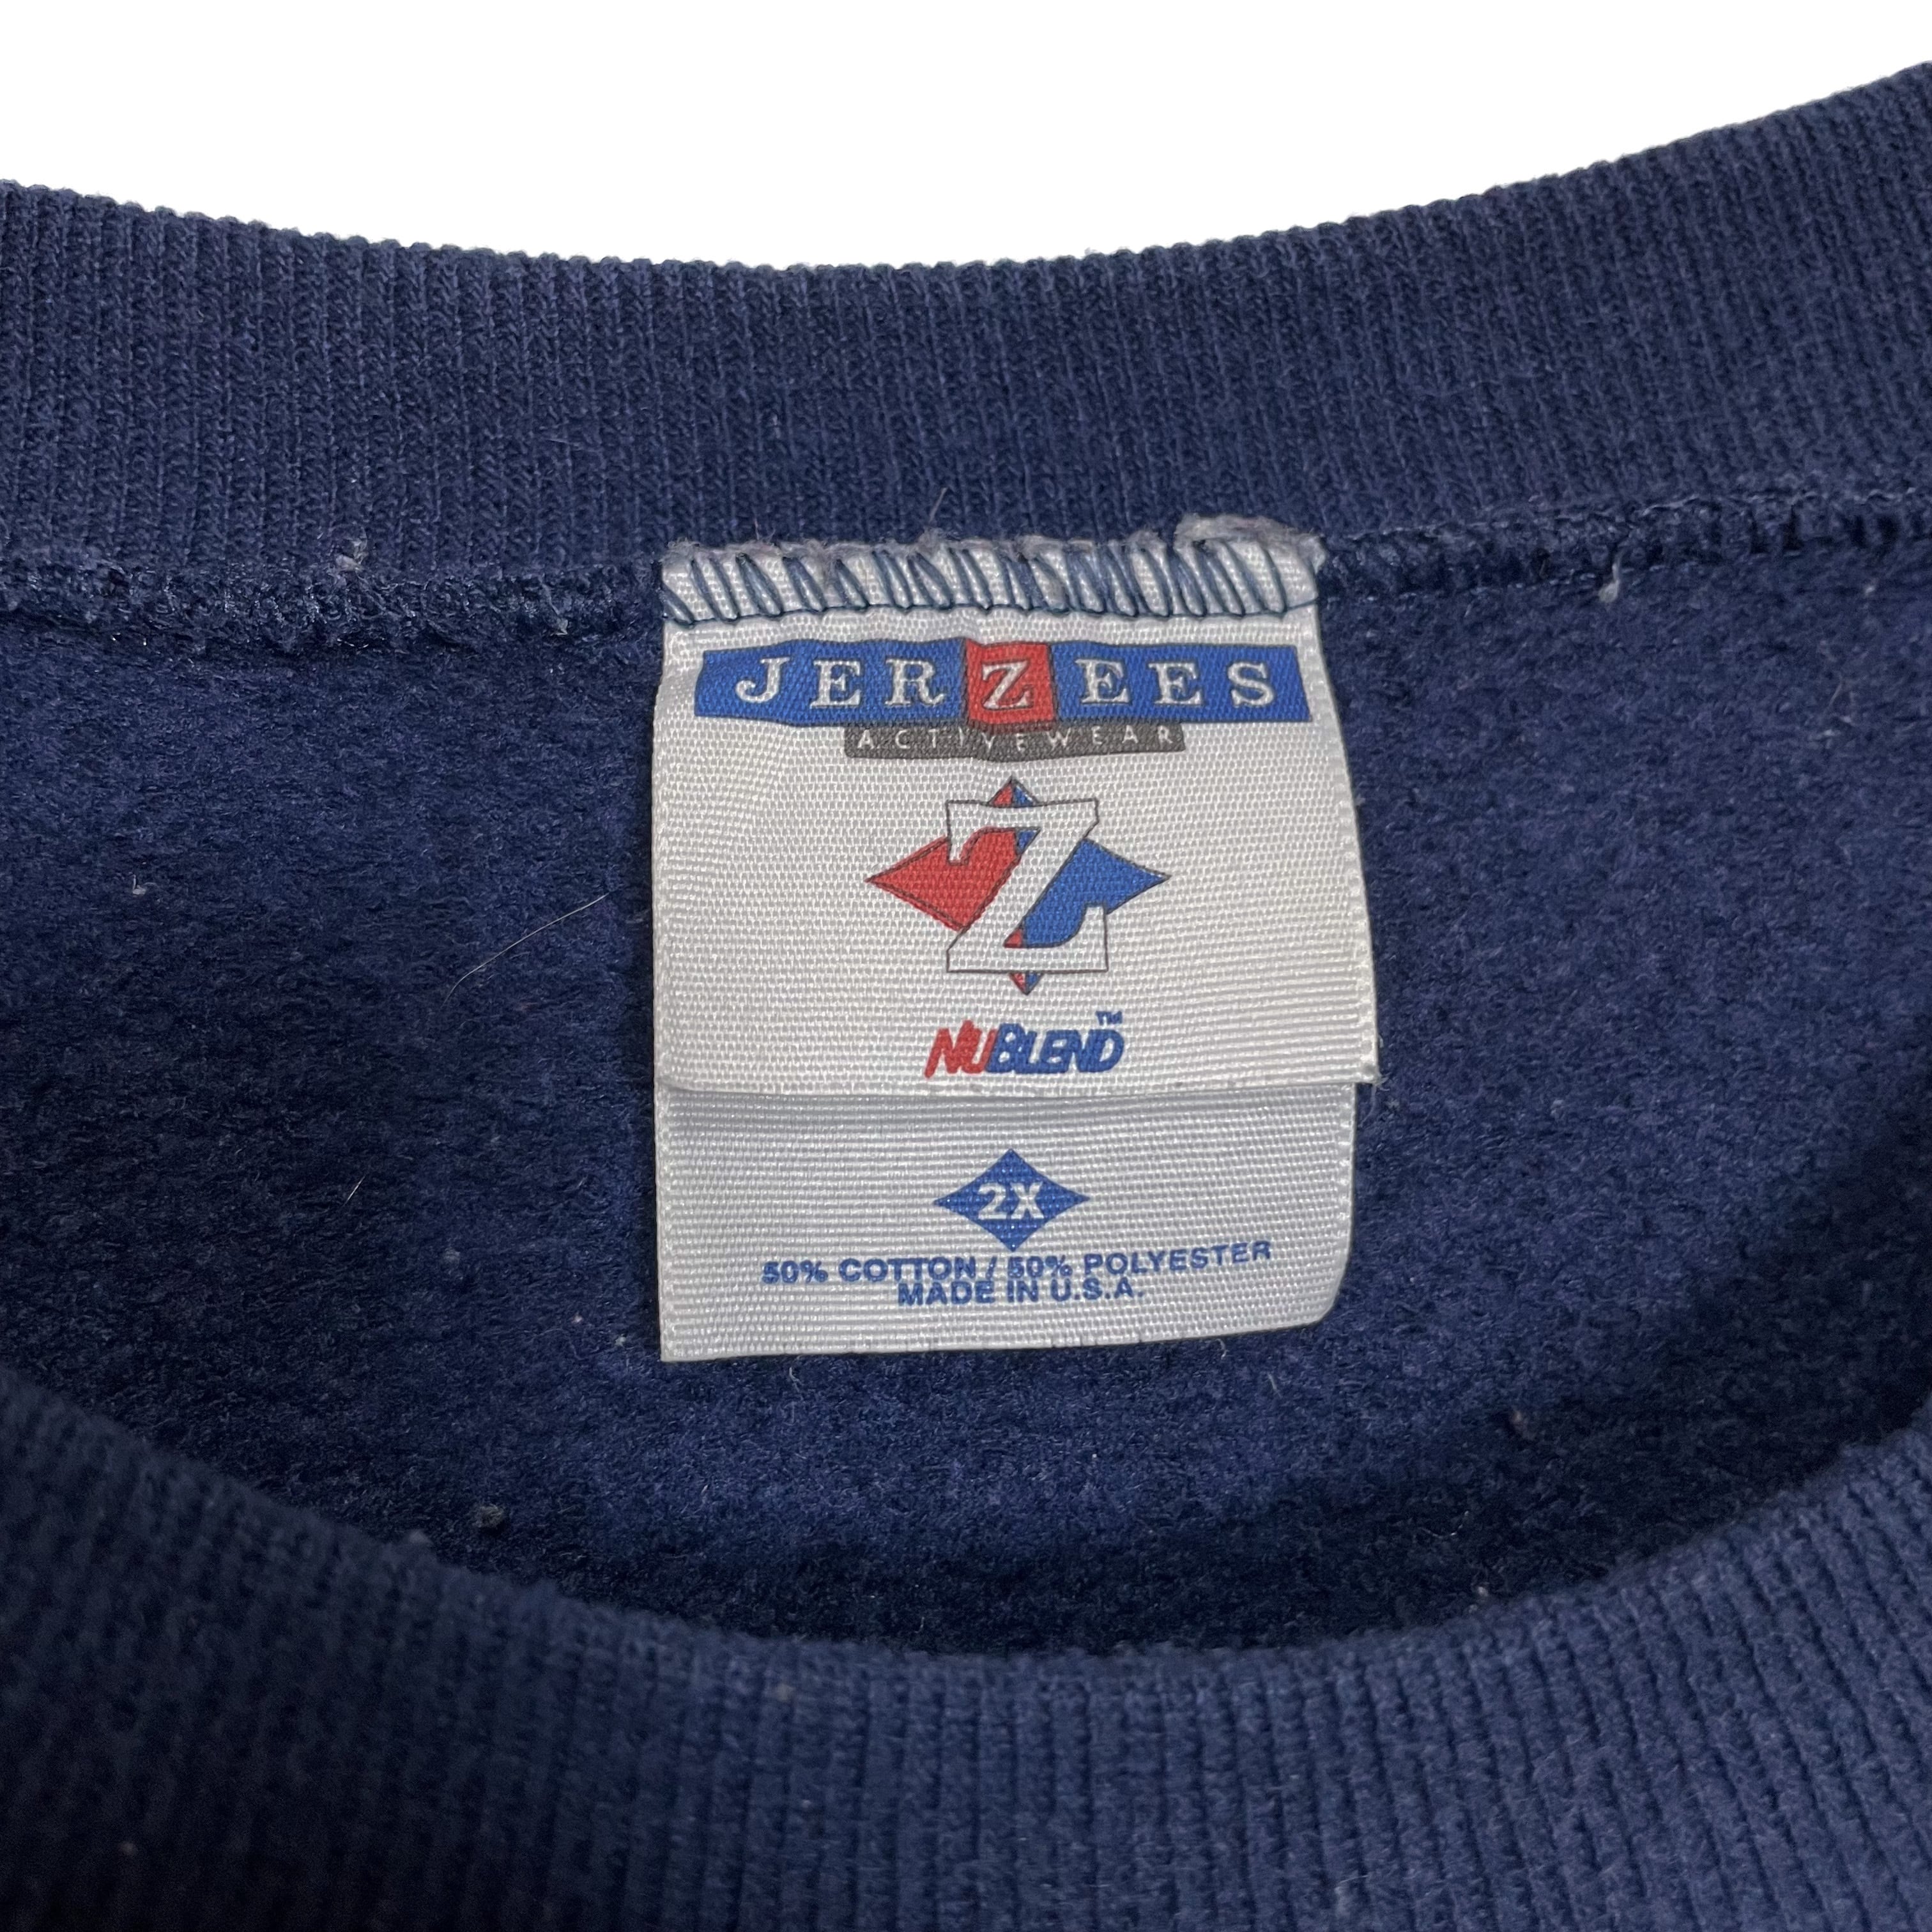 JERZEES
ACTIVEWEAR
Z
NUBLEND™
2X
50% COTTON / 50% POLYESTER
MADE IN U.S.A.